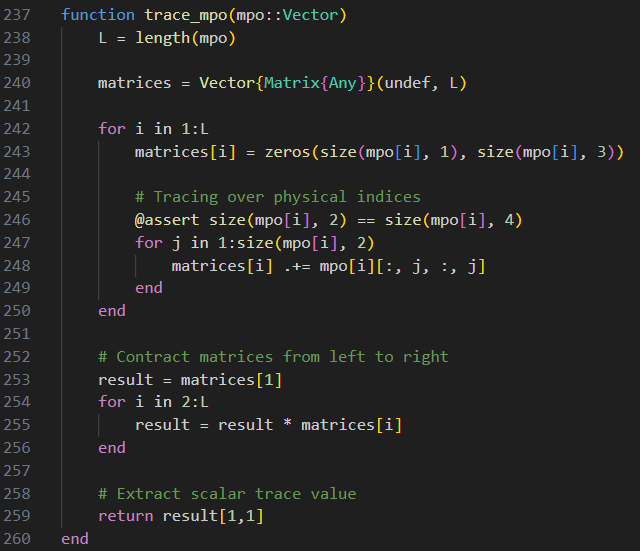 237 function trace_mpo(mpo::Vector)
238     L = length(mpo)
239
240     matrices = Vector{Matrix{Any}}(undef, L)
241
242     for i in 1:L
243         matrices[i] = zeros(size(mpo[i], 1), size(mpo[i], 3))
244
245         # Tracing over physical indices
246         @assert size(mpo[i], 2) == size(mpo[i], 4)
247         for j in 1:size(mpo[i], 2)
248             matrices[i] .+= mpo[i][:, j, :, j]
249         end
250     end
251
252     # Contract matrices from left to right
253     result = matrices[1]
254     for i in 2:L
255         result = result * matrices[i]
256     end
257
258     # Extract scalar trace value
259     return result[1,1]
260 end